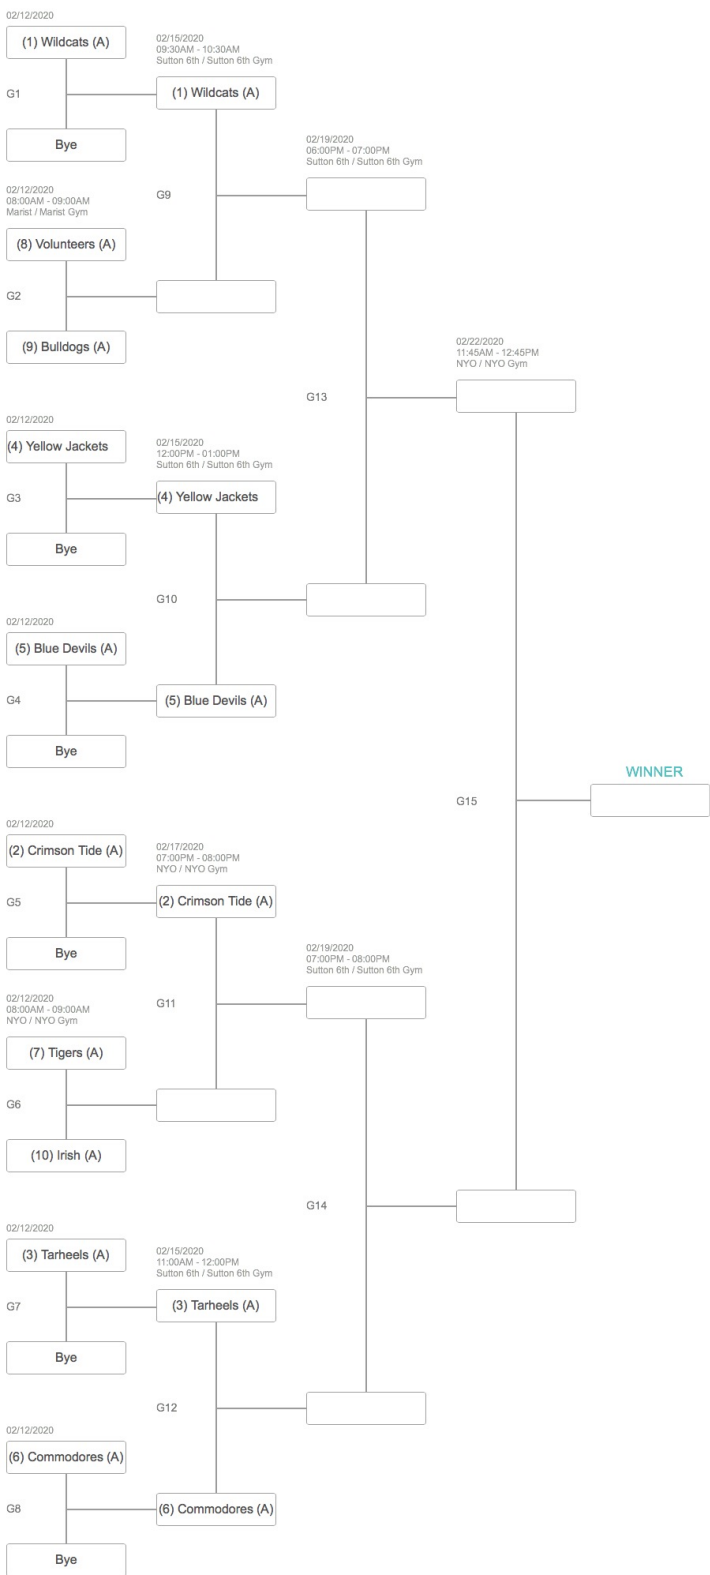 02/12/2020
(1) Wildcats (A)
G1
Bye
02/15/2020
09:30AM - 10:30AM
Sutton 6th / Sutton 6th Gym
(1) Wildcats (A)
G9
02/12/2020
08:00AM - 09:00AM
Marist / Marist Gym
(8) Volunteers (A)
G2
(9) Bulldogs (A)
02/19/2020
06:00PM - 07:00PM
Sutton 6th / Sutton 6th Gym
G13
02/12/2020
(4) Yellow Jackets
G3
Bye
02/15/2020
12:00PM - 01:00PM
Sutton 6th / Sutton 6th Gym
(4) Yellow Jackets
G10
02/12/2020
(5) Blue Devils (A)
G4
Bye
(5) Blue Devils (A)
02/22/2020
11:45AM - 12:45PM
NYO / NYO Gym
G15
WINNER
02/12/2020
(2) Crimson Tide (A)
G5
Bye
02/17/2020
07:00PM - 08:00PM
NYO / NYO Gym
(2) Crimson Tide (A)
G11
02/12/2020
08:00AM - 09:00AM
NYO / NYO Gym
(7) Tigers (A)
G6
(10) Irish (A)
02/19/2020
07:00PM - 08:00PM
Sutton 6th / Sutton 6th Gym
G14
02/12/2020
(3) Tarheels (A)
G7
Bye
02/15/2020
11:00AM - 12:00PM
Sutton 6th / Sutton 6th Gym
(3) Tarheels (A)
G12
02/12/2020
(6) Commodores (A)
G8
Bye
(6) Commodores (A)